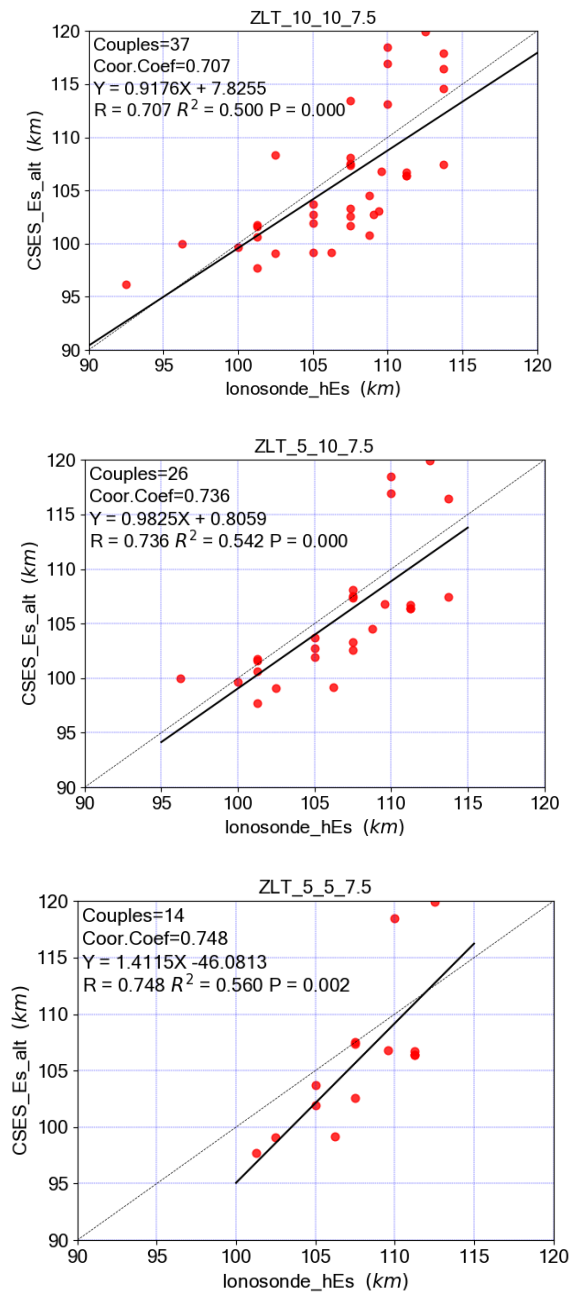 ZLT_10_10_7.5
120
Couples=37
Coor.Coef=0.707
Y = 0.9176X + 7.8255
R = 0.707 R² = 0.500 P = 0.000
115
110
105
100
95
90
CSES_Es_alt (km)
90 95 100 105 110 115 120
Ionosonde_hEs (km)
ZLT_5_10_7.5
120
Couples=26
Coor.Coef=0.736
Y = 0.9825X + 0.8059
R = 0.736 R² = 0.542 P = 0.000
115
110
105
100
95
90
CSES_Es_alt (km)
90 95 100 105 110 115 120
Ionosonde_hEs (km)
ZLT_5_5_7.5
120
Couples=14
Coor.Coef=0.748
Y = 1.4115X -46.0813
R = 0.748 R² = 0.560 P = 0.002
115
110
105
100
95
90
CSES_Es_alt (km)
90 95 100 105 110 115 120
Ionosonde_hEs (km)